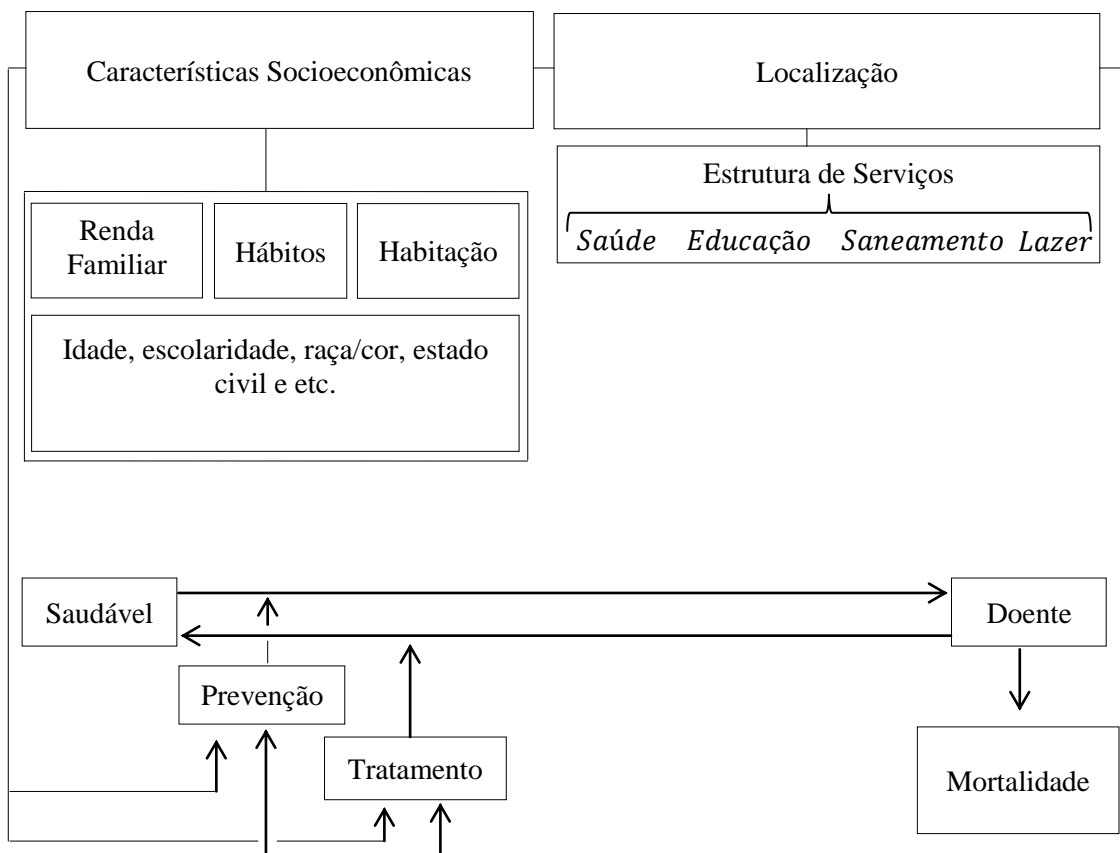 Características Socioeconômicas
Localização
Estrutura de Serviços
Saúde Educação Saneamento Lazer
Renda
Familiar
Hábitos
Habitação
Idade, escolaridade, raça/cor, estado
civil e etc.
Saudável
Doente
Prevenção
Tratamento
Mortalidade